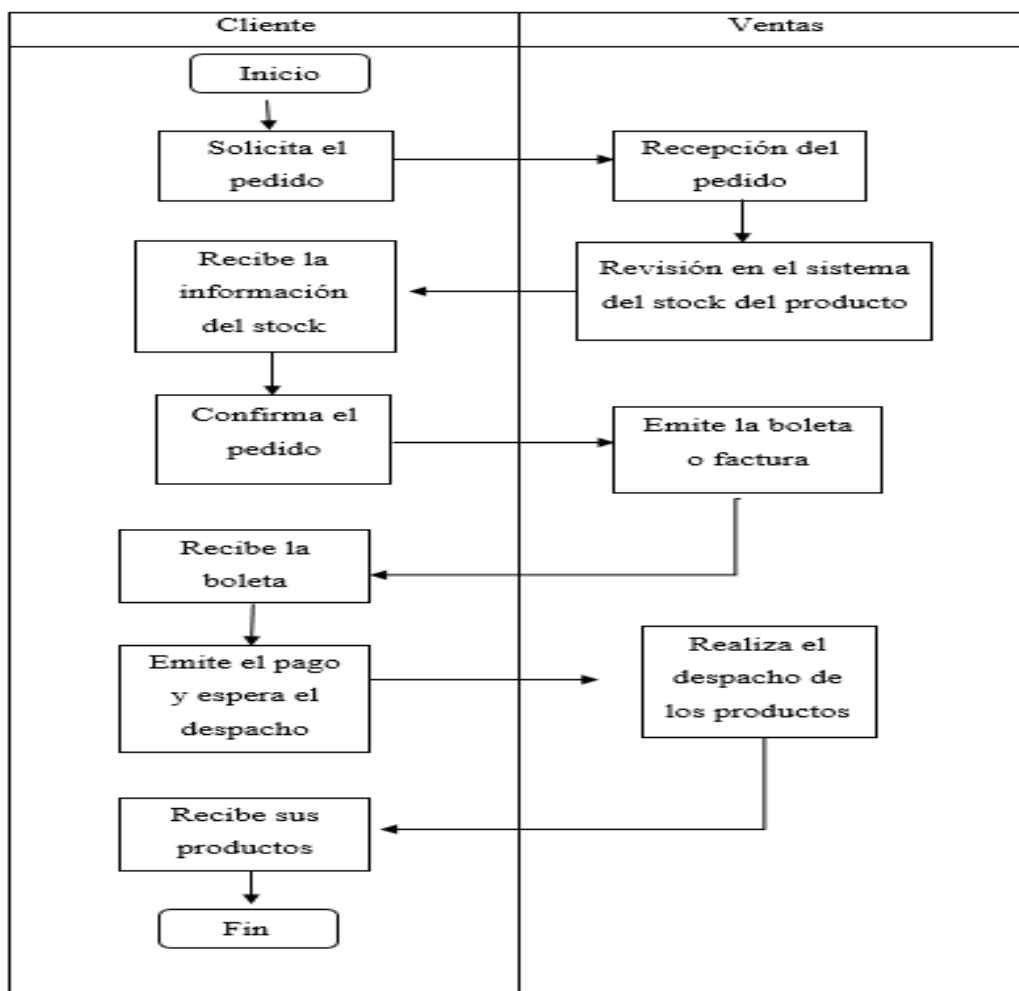 Cliente
Ventas
Inicio
Solicita el
pedido
Recepción del
pedido
Revisión en el sistema
del stock del producto
Recibe la
información
del stock
Confirma el
pedido
Emite la boleta
o factura
Recibe la
boleta
Emite el pago
y espera el
despacho
Realiza el
despacho de
los productos
Recibe sus
productos
Fin